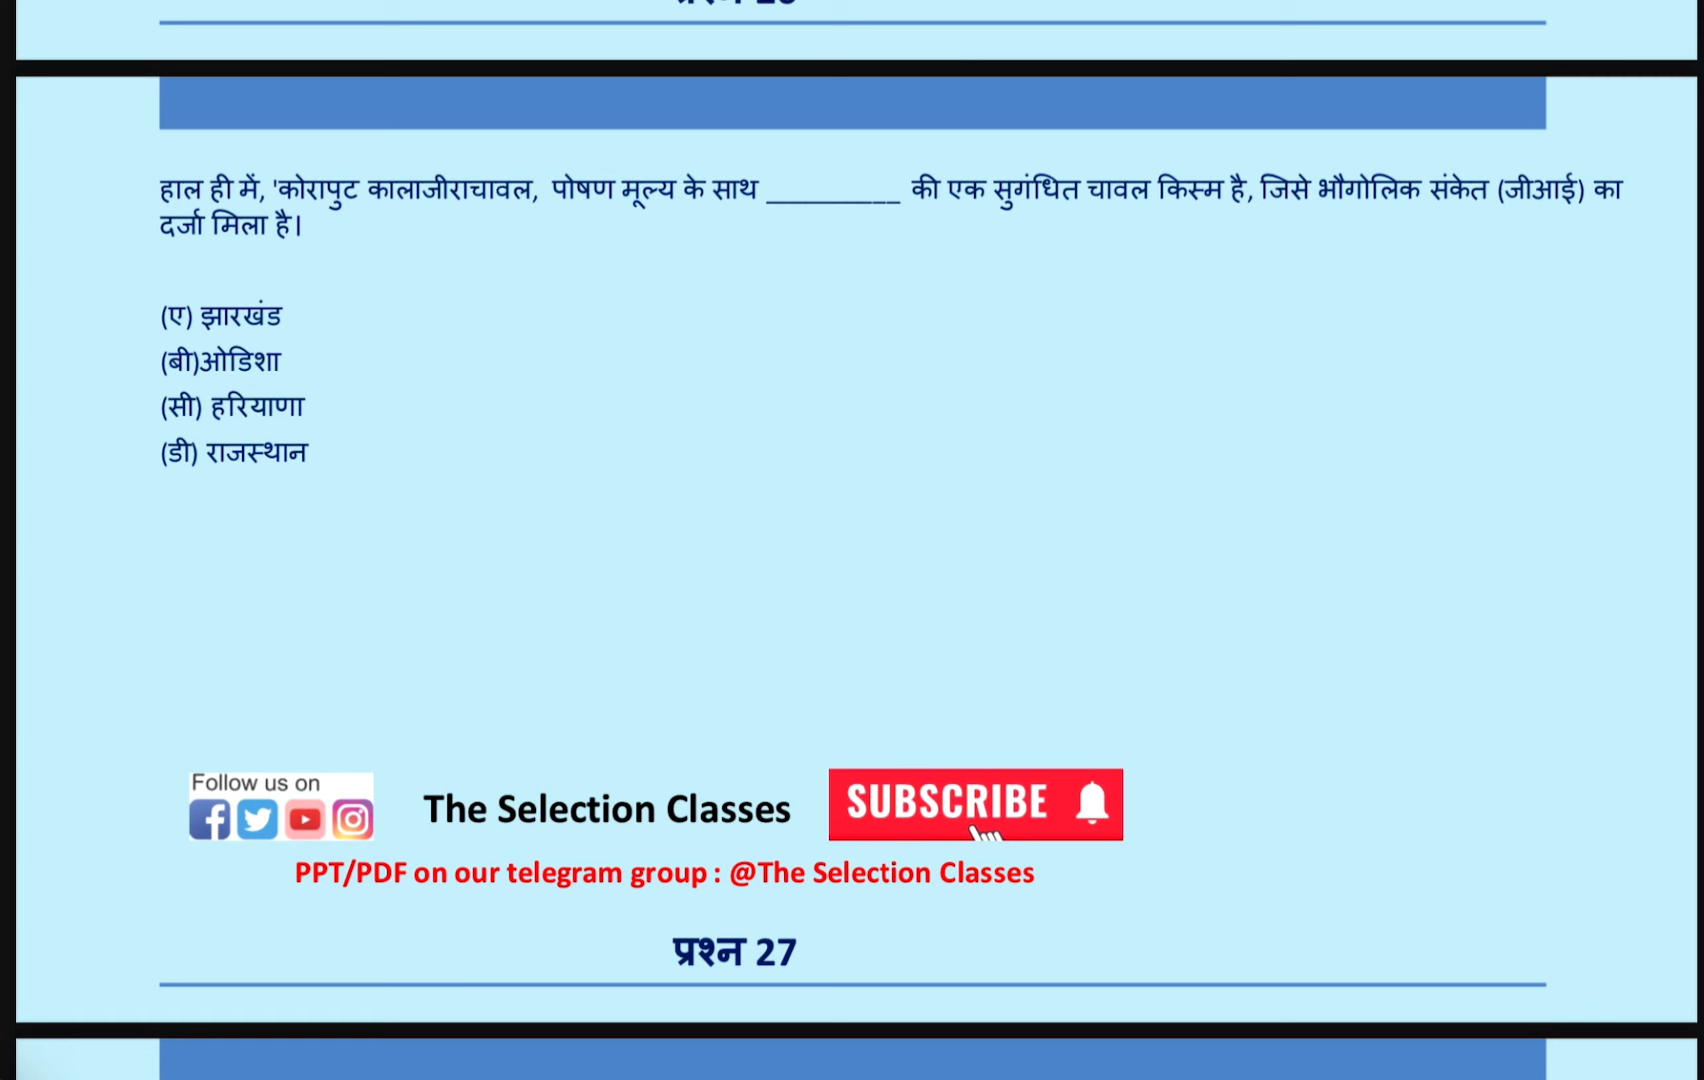 हाल ही में, 'कोरापुट कालाजीराचावल, पोषण मूल्य के साथ __________ की एक सुगंधित चावल किस्म है, जिसे भौगोलिक संकेत (जीआई) का
दर्जा मिला है।
(ए) झारखंड
(बी)ओडिशा
(सी) हरियाणा
(डी) राजस्थान
Follow us on
The Selection Classes
SUBSCRIBE
PPT/PDF on our telegram group : @The Selection Classes
प्रश्न 27